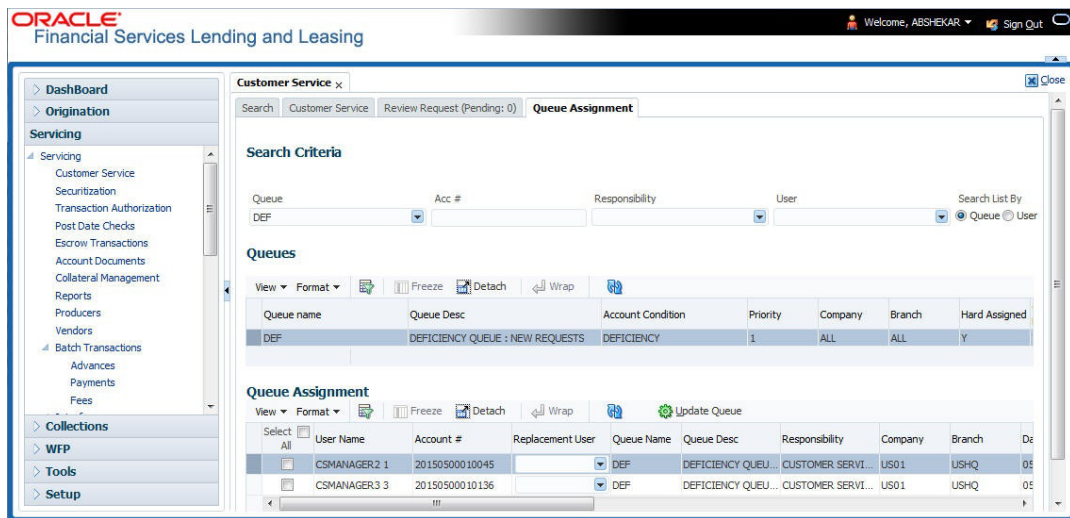 ORACLE
Financial Services Lending and Leasing
Welcome, ABSHEKAR
Sign Out
Close
DashBoard
Origination
Servicing
Servicing
Customer Service
Securitization
Transaction Authorization
Post Date Checks
Escrow Transactions
Account Documents
Collateral Management
Reports
Producers
Vendors
Batch Transactions
Advances
Payments
Fees
Collections
WFP
Tools
Setup
Customer Service x
Search Customer Service Review Request (Pending: 0) Queue Assignment
Search Criteria
Queue Acc # Responsibility User Search List By
DEF Queue User
Queues
View Format Freeze Detach Wrap
Queue name Queue Desc Account Condition Priority Company Branch Hard Assigned
DEF DEFICIENCY QUEUE : NEW REQUESTS DEFICIENCY 1 ALL ALL Y
Queue Assignment
View Format Freeze Detach Wrap Update Queue
Select All User Name Account # Replacement User Queue Name Queue Desc Responsibility Company Branch Da
CSMANAGER2 1 20150500010045 DEF DEFICIENCY QUEU... CUSTOMER SERVI... US01 USHQ 05
CSMANAGER3 3 20150500010136 DEF DEFICIENCY QUEU... CUSTOMER SERVI... US01 USHQ 05